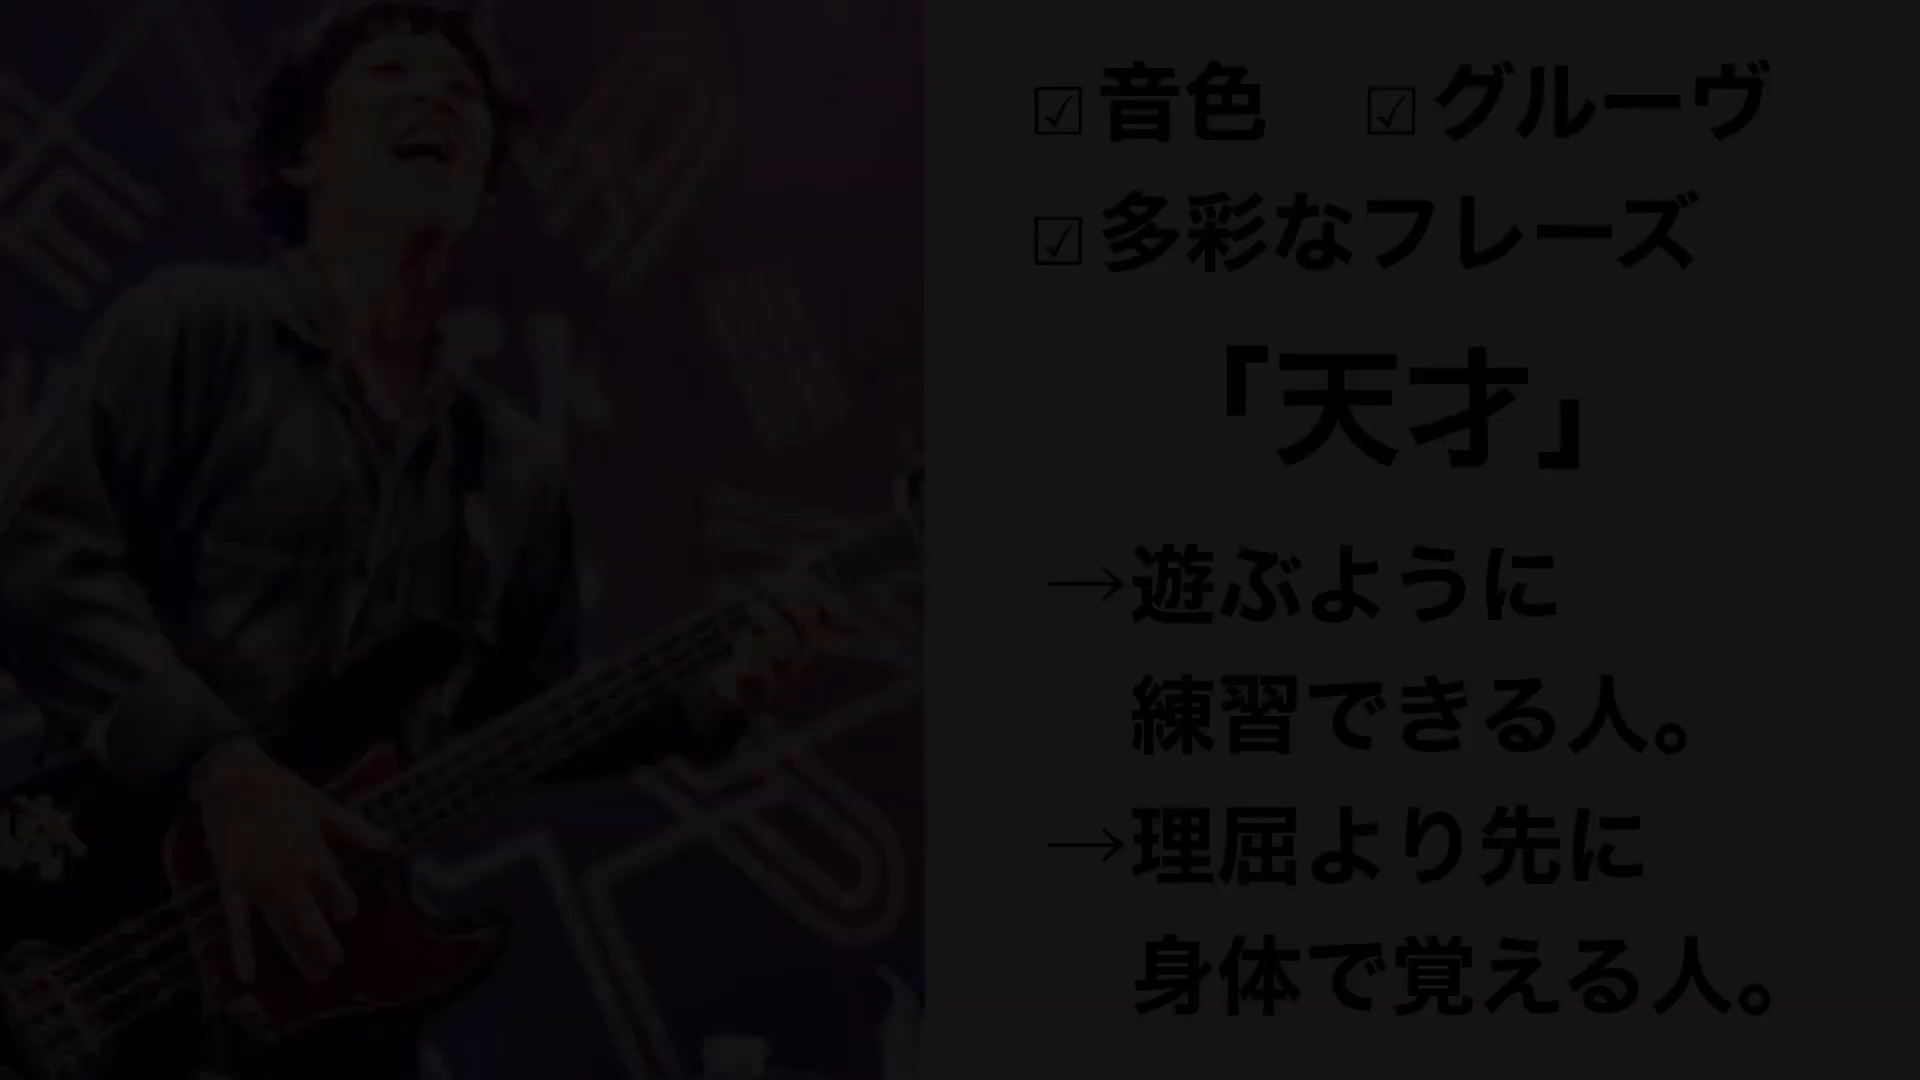 ☑音色 ☑グルーヴ
☑多彩なフレーズ
「天才」
→遊ぶように
練習できる人。
→理屈より先に
身体で覚える人。